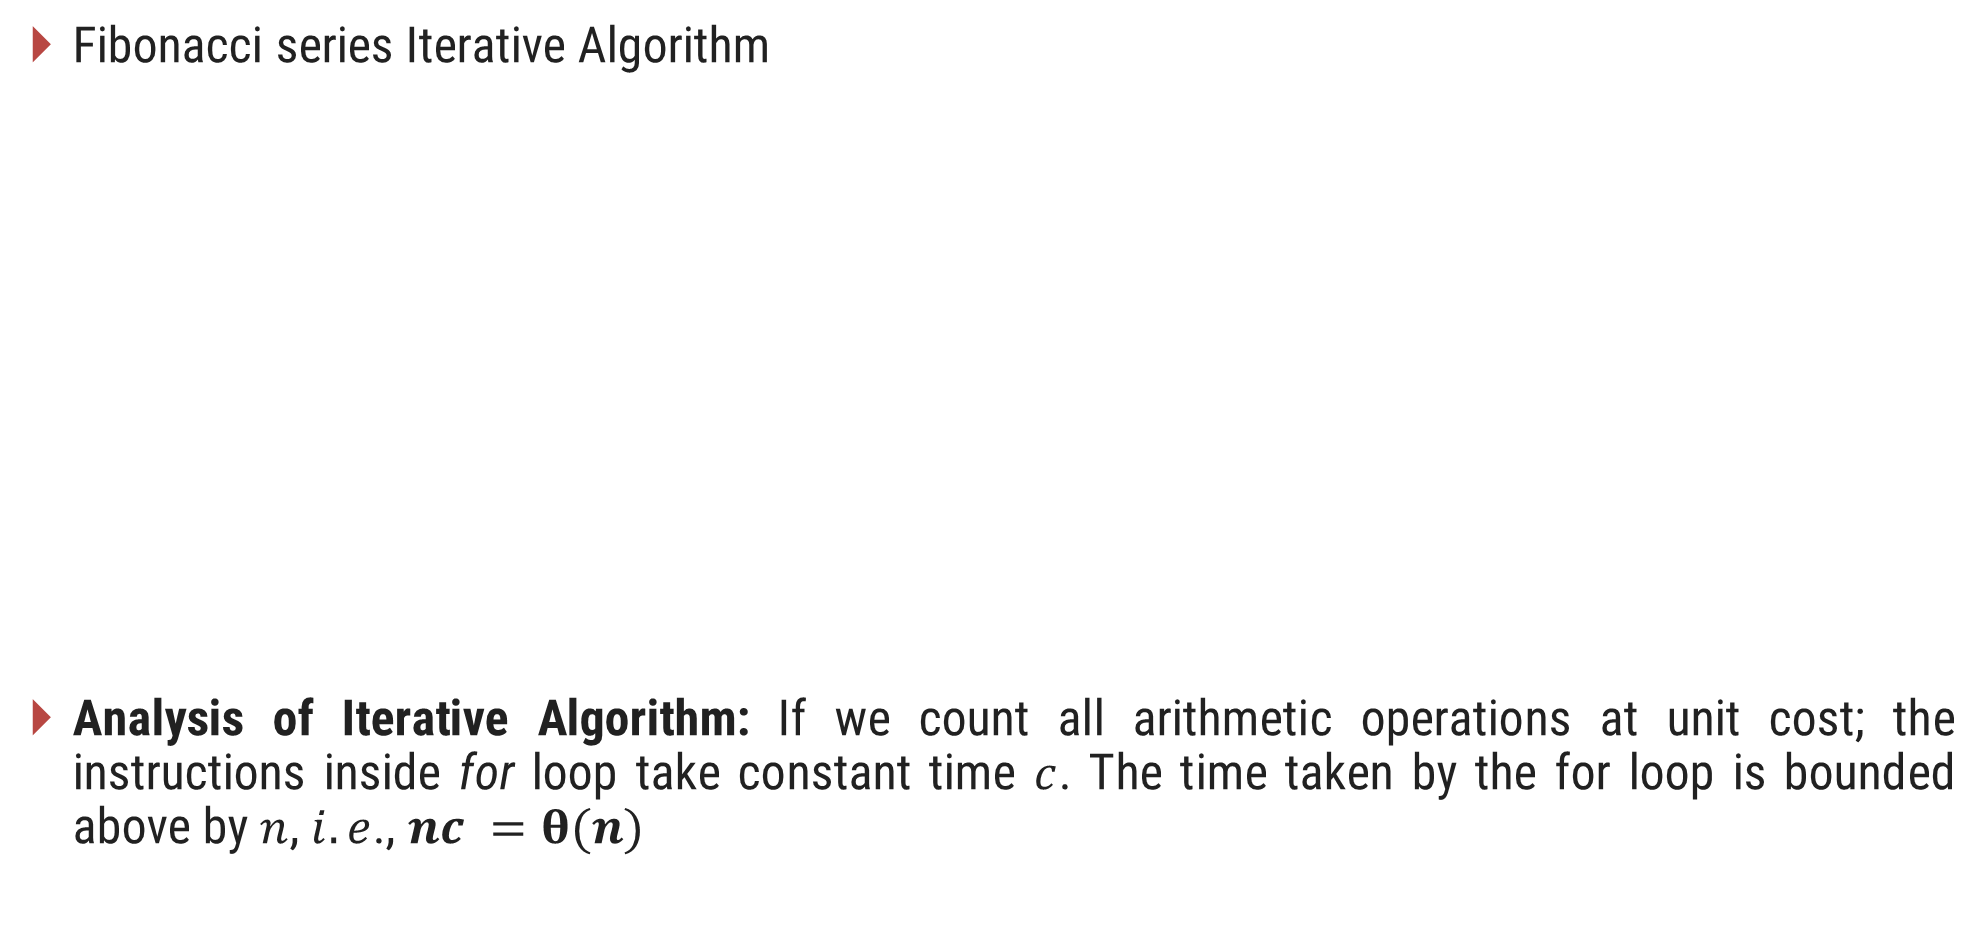 Fibonacci series Iterative Algorithm
Analysis of Iterative Algorithm: If we count all arithmetic operations at unit cost; the
instructions inside for loop take constant time c. The time taken by the for loop is bounded
above by n, i. e., nc = θ(n)